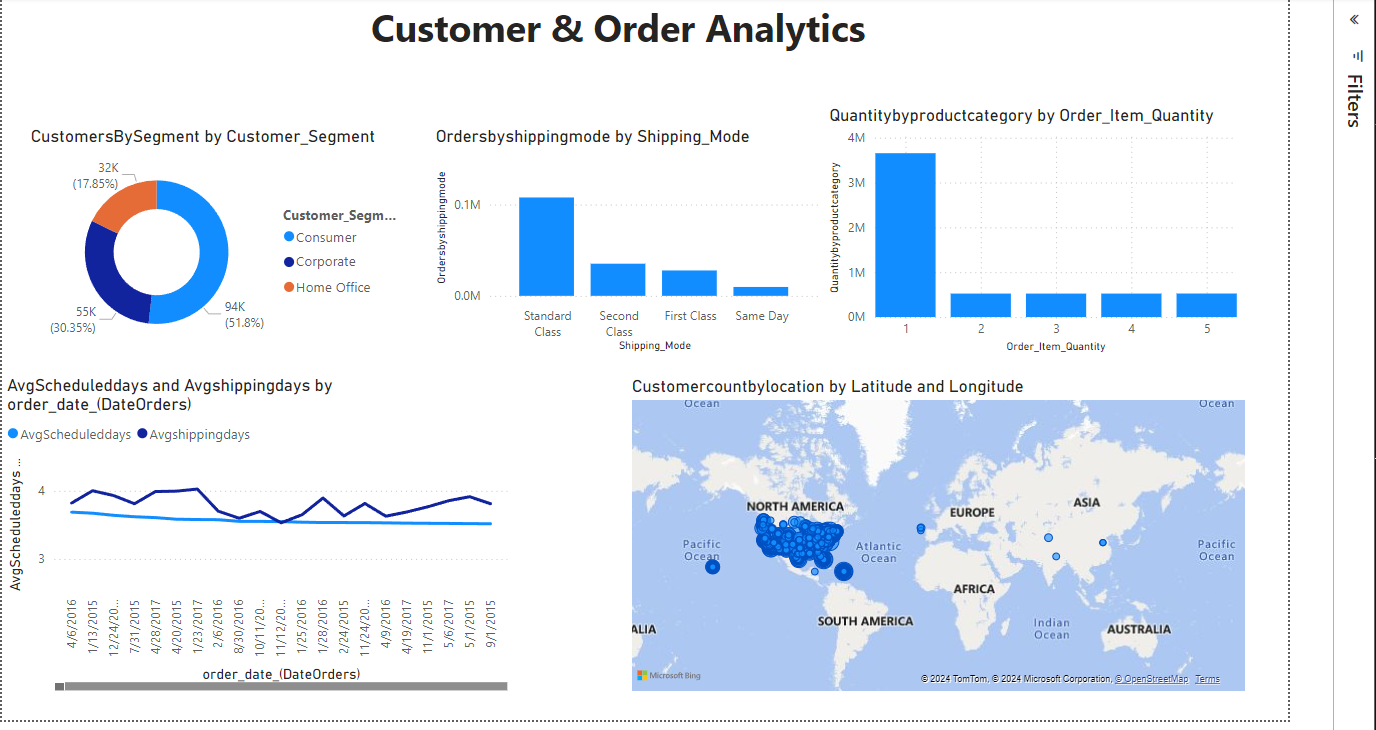 Customer & Order Analytics
«
Filters
CustomersBySegment by Customer_Segment
32K
(17.85%)
55K
(30.35%)
94K
(51.8%)
Customer_Segm...
Consumer
Corporate
Home Office
Ordersbyshippingmode by Shipping_Mode
Ordersbyshippingmode
0.1M
0.0M
Standard
Class
Second
Class
First Class
Same Day
Shipping_Mode
Quantitybyproductcategory by Order_Item_Quantity
Quantitybyproductcategory
4M
3M
2M
1M
0M
1
2
3
4
5
Order_Item_Quantity
AvgScheduleddays and Avgshippingdays by
order_date_(DateOrders)
AvgScheduleddays
Avgshippingdays
AvgScheduleddays ...
4
3
4/6/2016
1/13/2015
12/24/20...
7/31/2015
4/28/2017
4/20/2015
1/23/2017
2/6/2016
8/30/2016
10/11/20...
11/12/20...
1/25/2016
1/28/2016
2/24/2015
11/24/20...
4/9/2016
4/19/2017
11/1/2015
5/6/2017
5/1/2015
9/1/2015
order_date_(DateOrders)
Customercountbylocation by Latitude and Longitude
Ocean
Ocean
NORTH AMERICA
EUROPE
ASIA
Pacific
Ocean
Atlantic
Ocean
Pacific
Ocean
AFRICA
SOUTH AMERICA
Indian
Ocean
ALIA
AUSTRALIA
Microsoft Bing
© 2024 TomTom, © 2024 Microsoft Corporation, © OpenStreetMap Terms